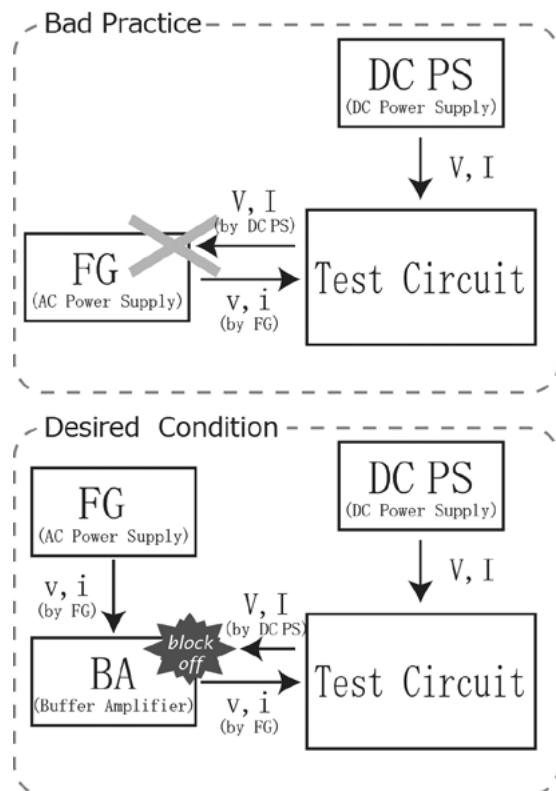 Bad Practice
DC PS
(DC Power Supply)
V, I
V, I
(by DC PS)
FG
(AC Power Supply)
v, i
(by FG)
Test Circuit
Desired Condition
FG
(AC Power Supply)
DC PS
(DC Power Supply)
v, i
(by FG)
V, I
V, I
(by DC PS)
block
off
BA
(Buffer Amplifier)
v, i
(by FG)
Test Circuit